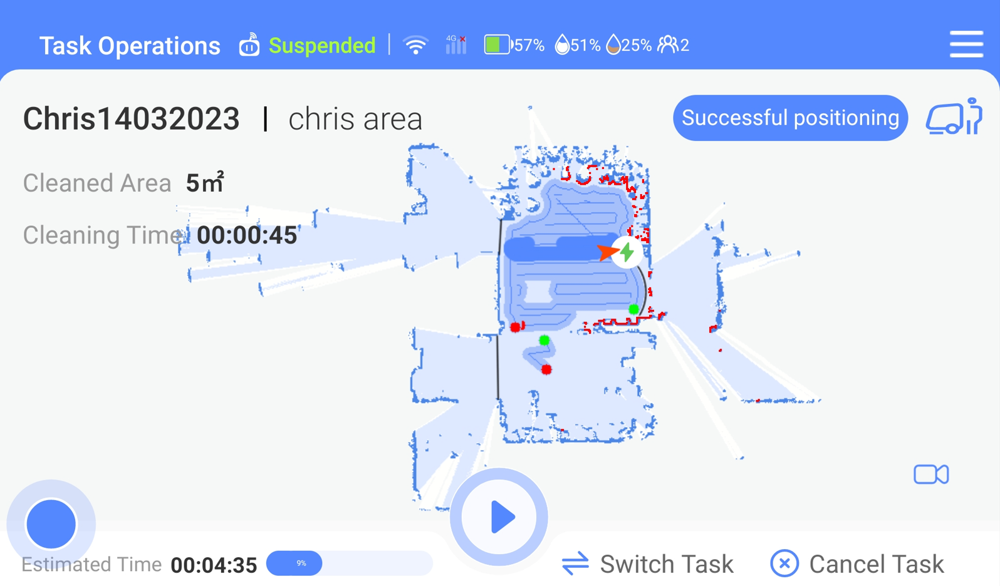 Task Operations Suspended 4G 57% 51% 25% 2
Chris14032023 | chris area
Successful positioning
Cleaned Area 5㎡
Cleaning Time 00:00:45
Estimated Time 00:04:35 9%
Switch Task
Cancel Task